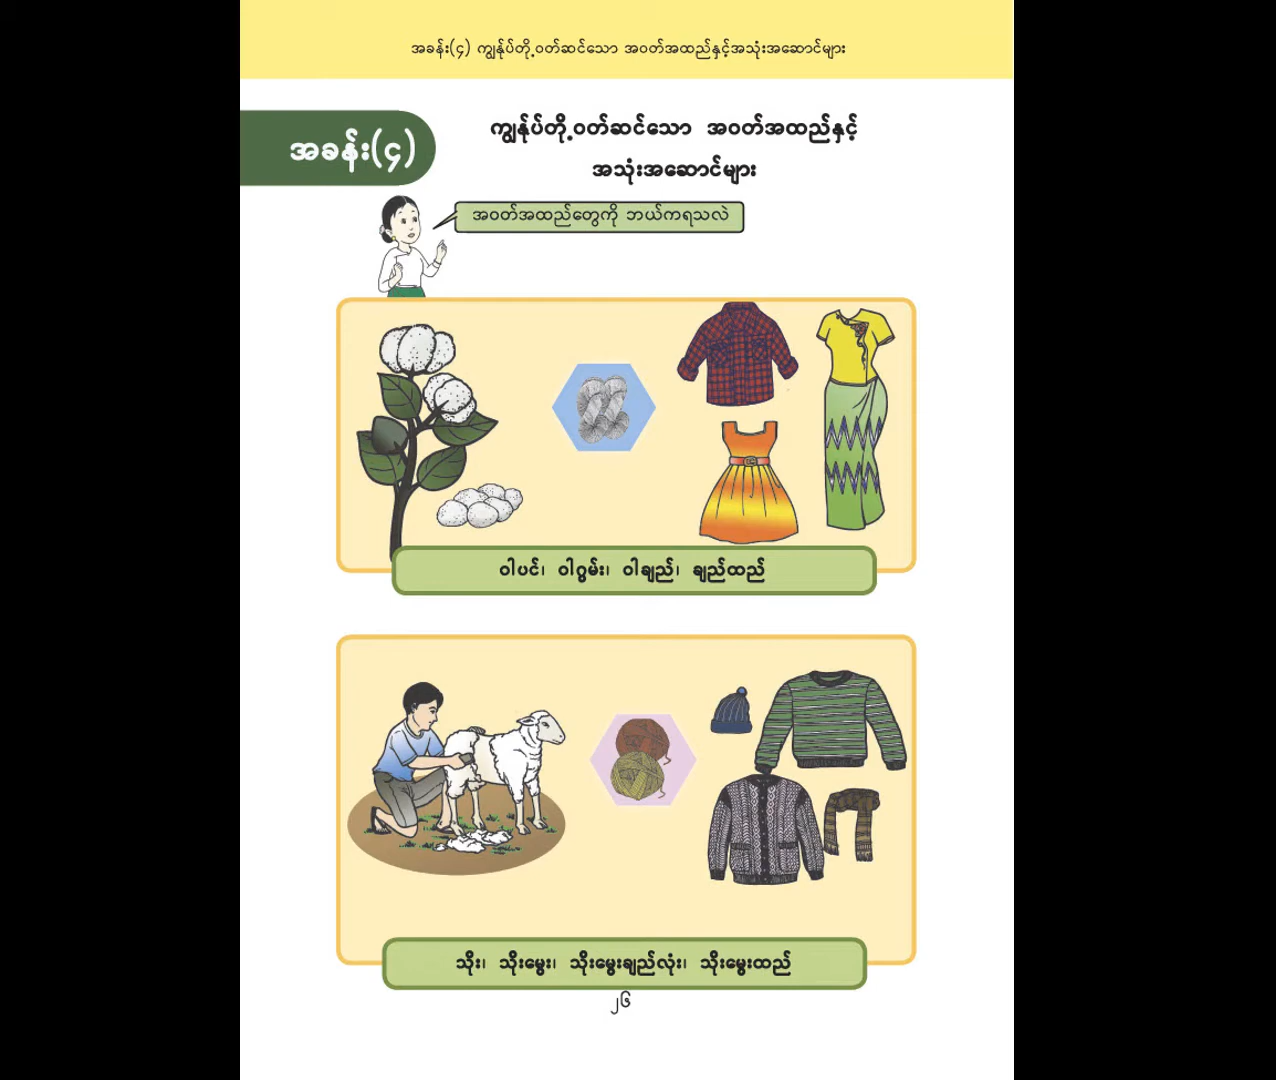 အခန်း(၄) ကျွန်ုပ်တို့ဝတ်ဆင်သော အဝတ်အထည်နှင့်အသုံးအဆောင်များ
အခန်း(၄)
ကျွန်ုပ်တို့ဝတ်ဆင်သော အဝတ်အထည်နှင့်
အသုံးအဆောင်များ
အဝတ်အထည်တွေကို ဘယ်ကရသလဲ
ဝါပင်၊ ဝါဂွမ်း၊ ဝါချည်၊ ချည်ထည်
သိုး၊ သိုးမွေး၊ သိုးမွေးချည်လုံး၊ သိုးမွေးထည်
၂၆